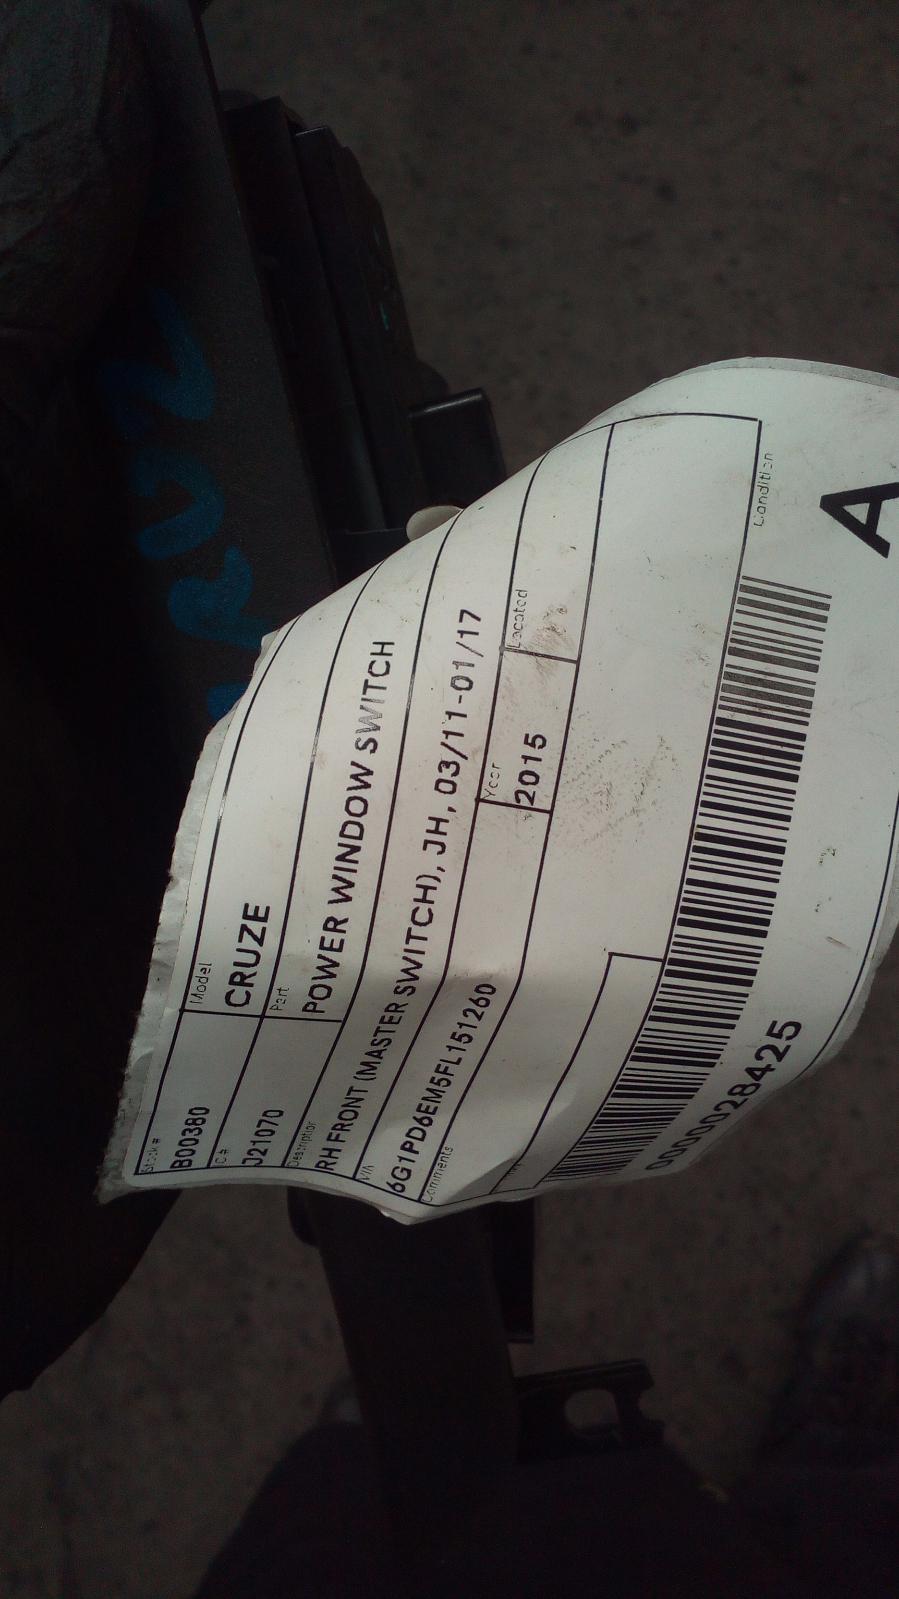 Stock #
B00380
Model
CRUZE
C #
J21070
Part
POWER WINDOW SWITCH
Description
RH FRONT (MASTER SWITCH), JH, 03/11-01/17
VIN
6G1PD6EM5FL151260
Year
2015
Located
Comments
Condition
A
0000028425